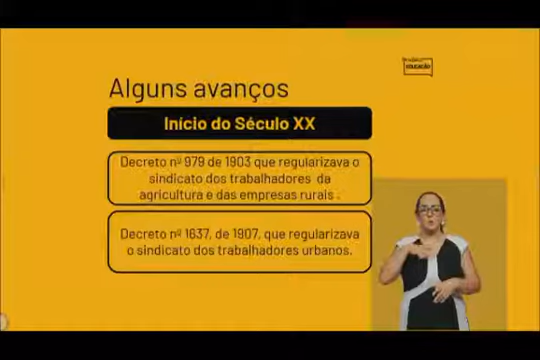 EDUCAÇÃO
Alguns avanços
Início do Século XX
Decreto nº 979 de 1903 que regularizava o
sindicato dos trabalhadores da
agricultura e das empresas rurais .
Decreto nº 1637, de 1907, que regularizava
o sindicato dos trabalhadores urbanos.